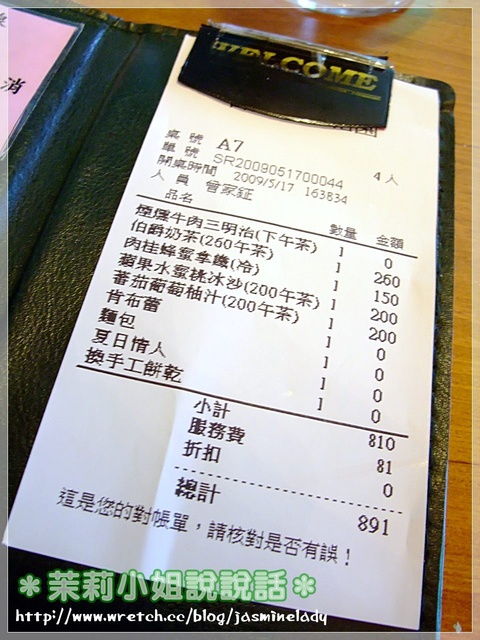 消
WELCOME
桌號 A7 4人
單號 SR2009051700044
開桌時間 2009/5/17 163834
人員 管家鉦
品名 數量 金額
煙燻牛肉三明治(下午茶) 1 0
伯爵奶茶(260午茶) 1 260
肉桂蜂蜜拿鐵(冷) 1 150
蘋果水蜜桃冰沙(200午茶) 1 200
蕃茄葡萄柚汁(200午茶) 1 200
肯布蕾 1 0
麵包 1 0
夏日情人 1 0
換手工餅乾 1 0
小計 810
服務費 81
折扣 0
總計 891
這是您的對帳單，請核對是否有誤！
＊茉莉小姐說說話＊
http://www.wretch.cc/blog/jasminelady